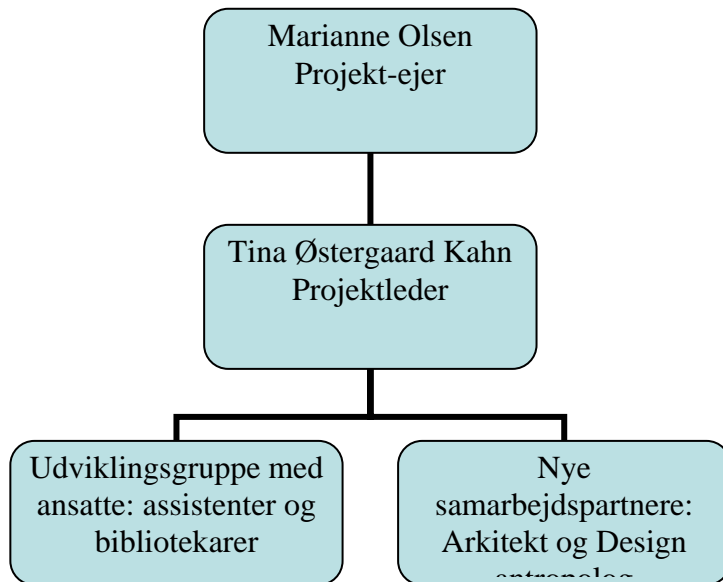 Marianne Olsen
Projekt-ejer
Tina Østergaard Kahn
Projektleder
Udviklingsgruppe med
ansatte: assistenter og
bibliotekarer
Nye
samarbejdspartnere:
Arkitekt og Design
antropolog